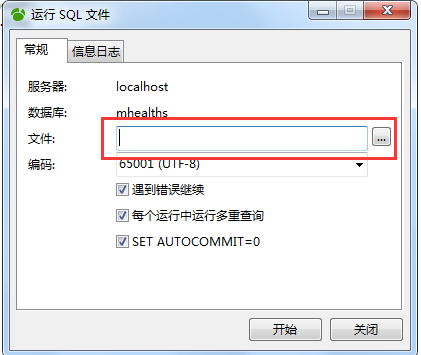 运行 SQL 文件
常规 信息日志
服务器: localhost
数据库: mhealths
文件: ...
编码: 65001 (UTF-8)
遇到错误继续
每个运行中运行多重查询
SET AUTOCOMMIT=0
开始 关闭